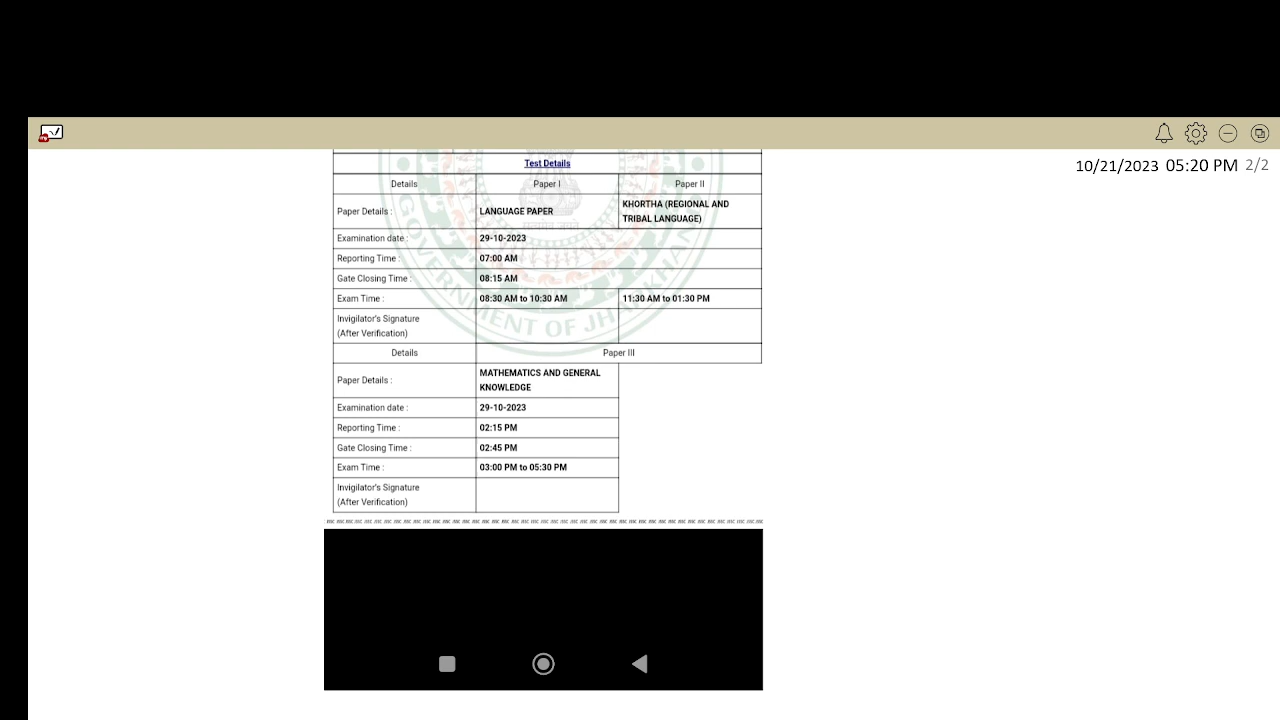 10/21/2023 05:20 PM 2/2
Test Details
Details Paper I Paper II
Paper Details : LANGUAGE PAPER KHORTHA (REGIONAL AND
TRIBAL LANGUAGE)
Examination date : 29-10-2023
Reporting Time : 07:00 AM
Gate Closing Time : 08:15 AM
Exam Time : 08:30 AM to 10:30 AM 11:30 AM to 01:30 PM
Invigilator's Signature
(After Verification)
GOVERNMENT OF JHARKHAND
Details Paper III
Paper Details : MATHEMATICS AND GENERAL
KNOWLEDGE
Examination date : 29-10-2023
Reporting Time : 02:15 PM
Gate Closing Time : 02:45 PM
Exam Time : 03:00 PM to 05:30 PM
Invigilator's Signature
(After Verification)